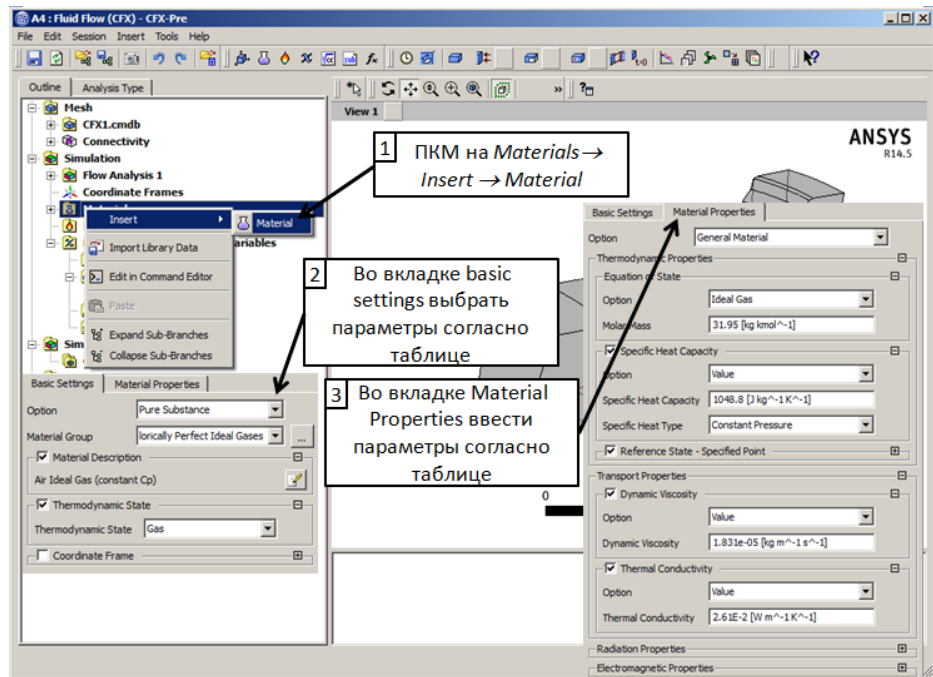 A4 : Fluid Flow (CFX) - CFX-Pre
File Edit Session Insert Tools Help
Outline Analysis Type
Mesh
CFX1.cmdb
Connectivity
Simulation
Flow Analysis 1
Coordinate Frames
Insert
Material
Import Library Data
ariables
Edit in Command Editor
Paste
Expand Sub-Branches
Sim
Collapse Sub-Branches
View 1
ANSYS
R14.5
1
ПКМ на Materials→
Insert → Material
2
Во вкладке basic
settings выбрать
параметры согласно
таблице
3
Во вкладке Material
Properties ввести
параметры согласно
таблице
0
Basic Settings Material Properties
Option Pure Substance
Material Group lorically Perfect Ideal Gases ...
Material Description
Air Ideal Gas (constant Cp)
Thermodynamic State
Thermodynamic State Gas
Coordinate Frame
Basic Settings Material Properties
Option General Material
Thermodynamic Properties
Equation of State
Option Ideal Gas
Molar Mass 31.95 [kg kmol^-1]
Specific Heat Capacity
Option Value
Specific Heat Capacity 1048.8 [J kg^-1 K^-1]
Specific Heat Type Constant Pressure
Reference State - Specified Point
Transport Properties
Dynamic Viscosity
Option Value
Dynamic Viscosity 1.831e-05 [kg m^-1 s^-1]
Thermal Conductivity
Option Value
Thermal Conductivity 2.61E-2 [W m^-1 K^-1]
Radiation Properties
Electromagnetic Properties